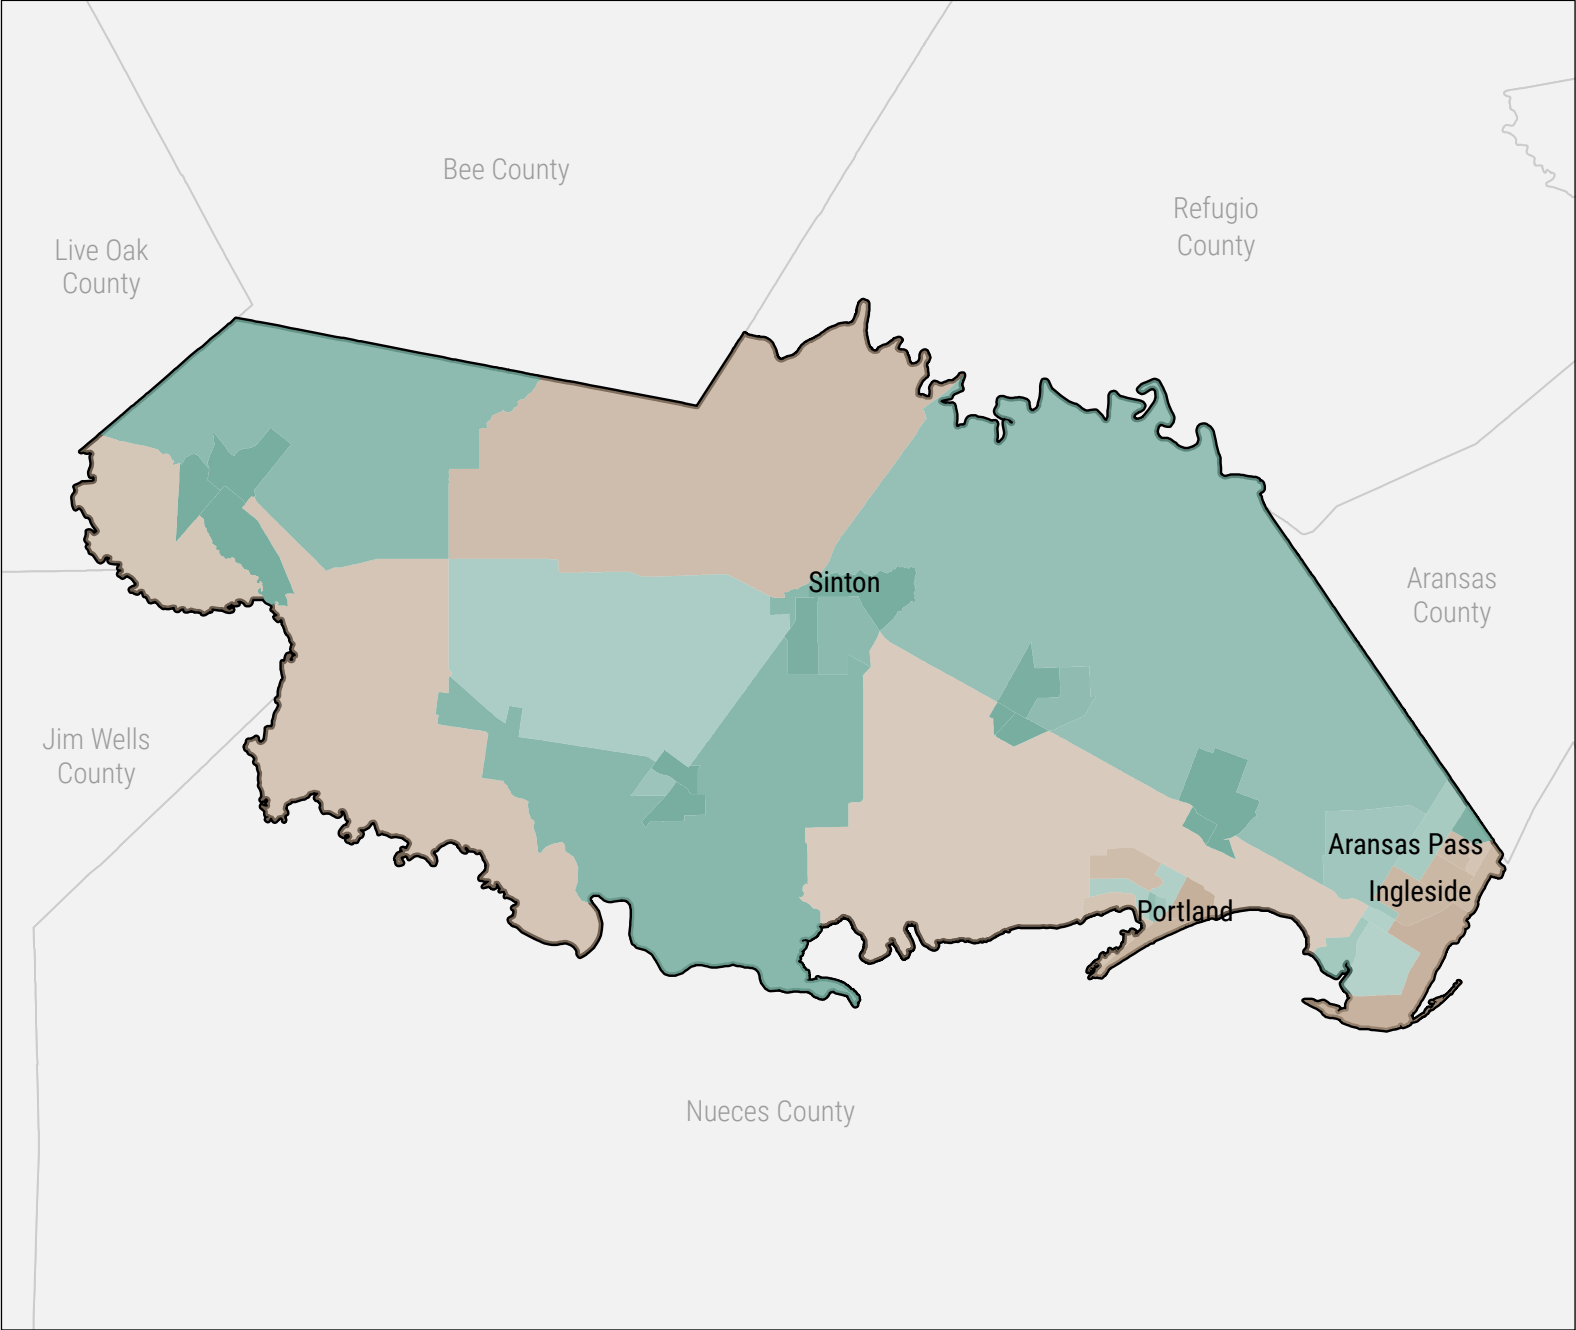 Bee County
Refugio
County
Live Oak
County
Sinton
Aransas
County
Jim Wells
County
Aransas Pass
Ingleside
Portland
Nueces County